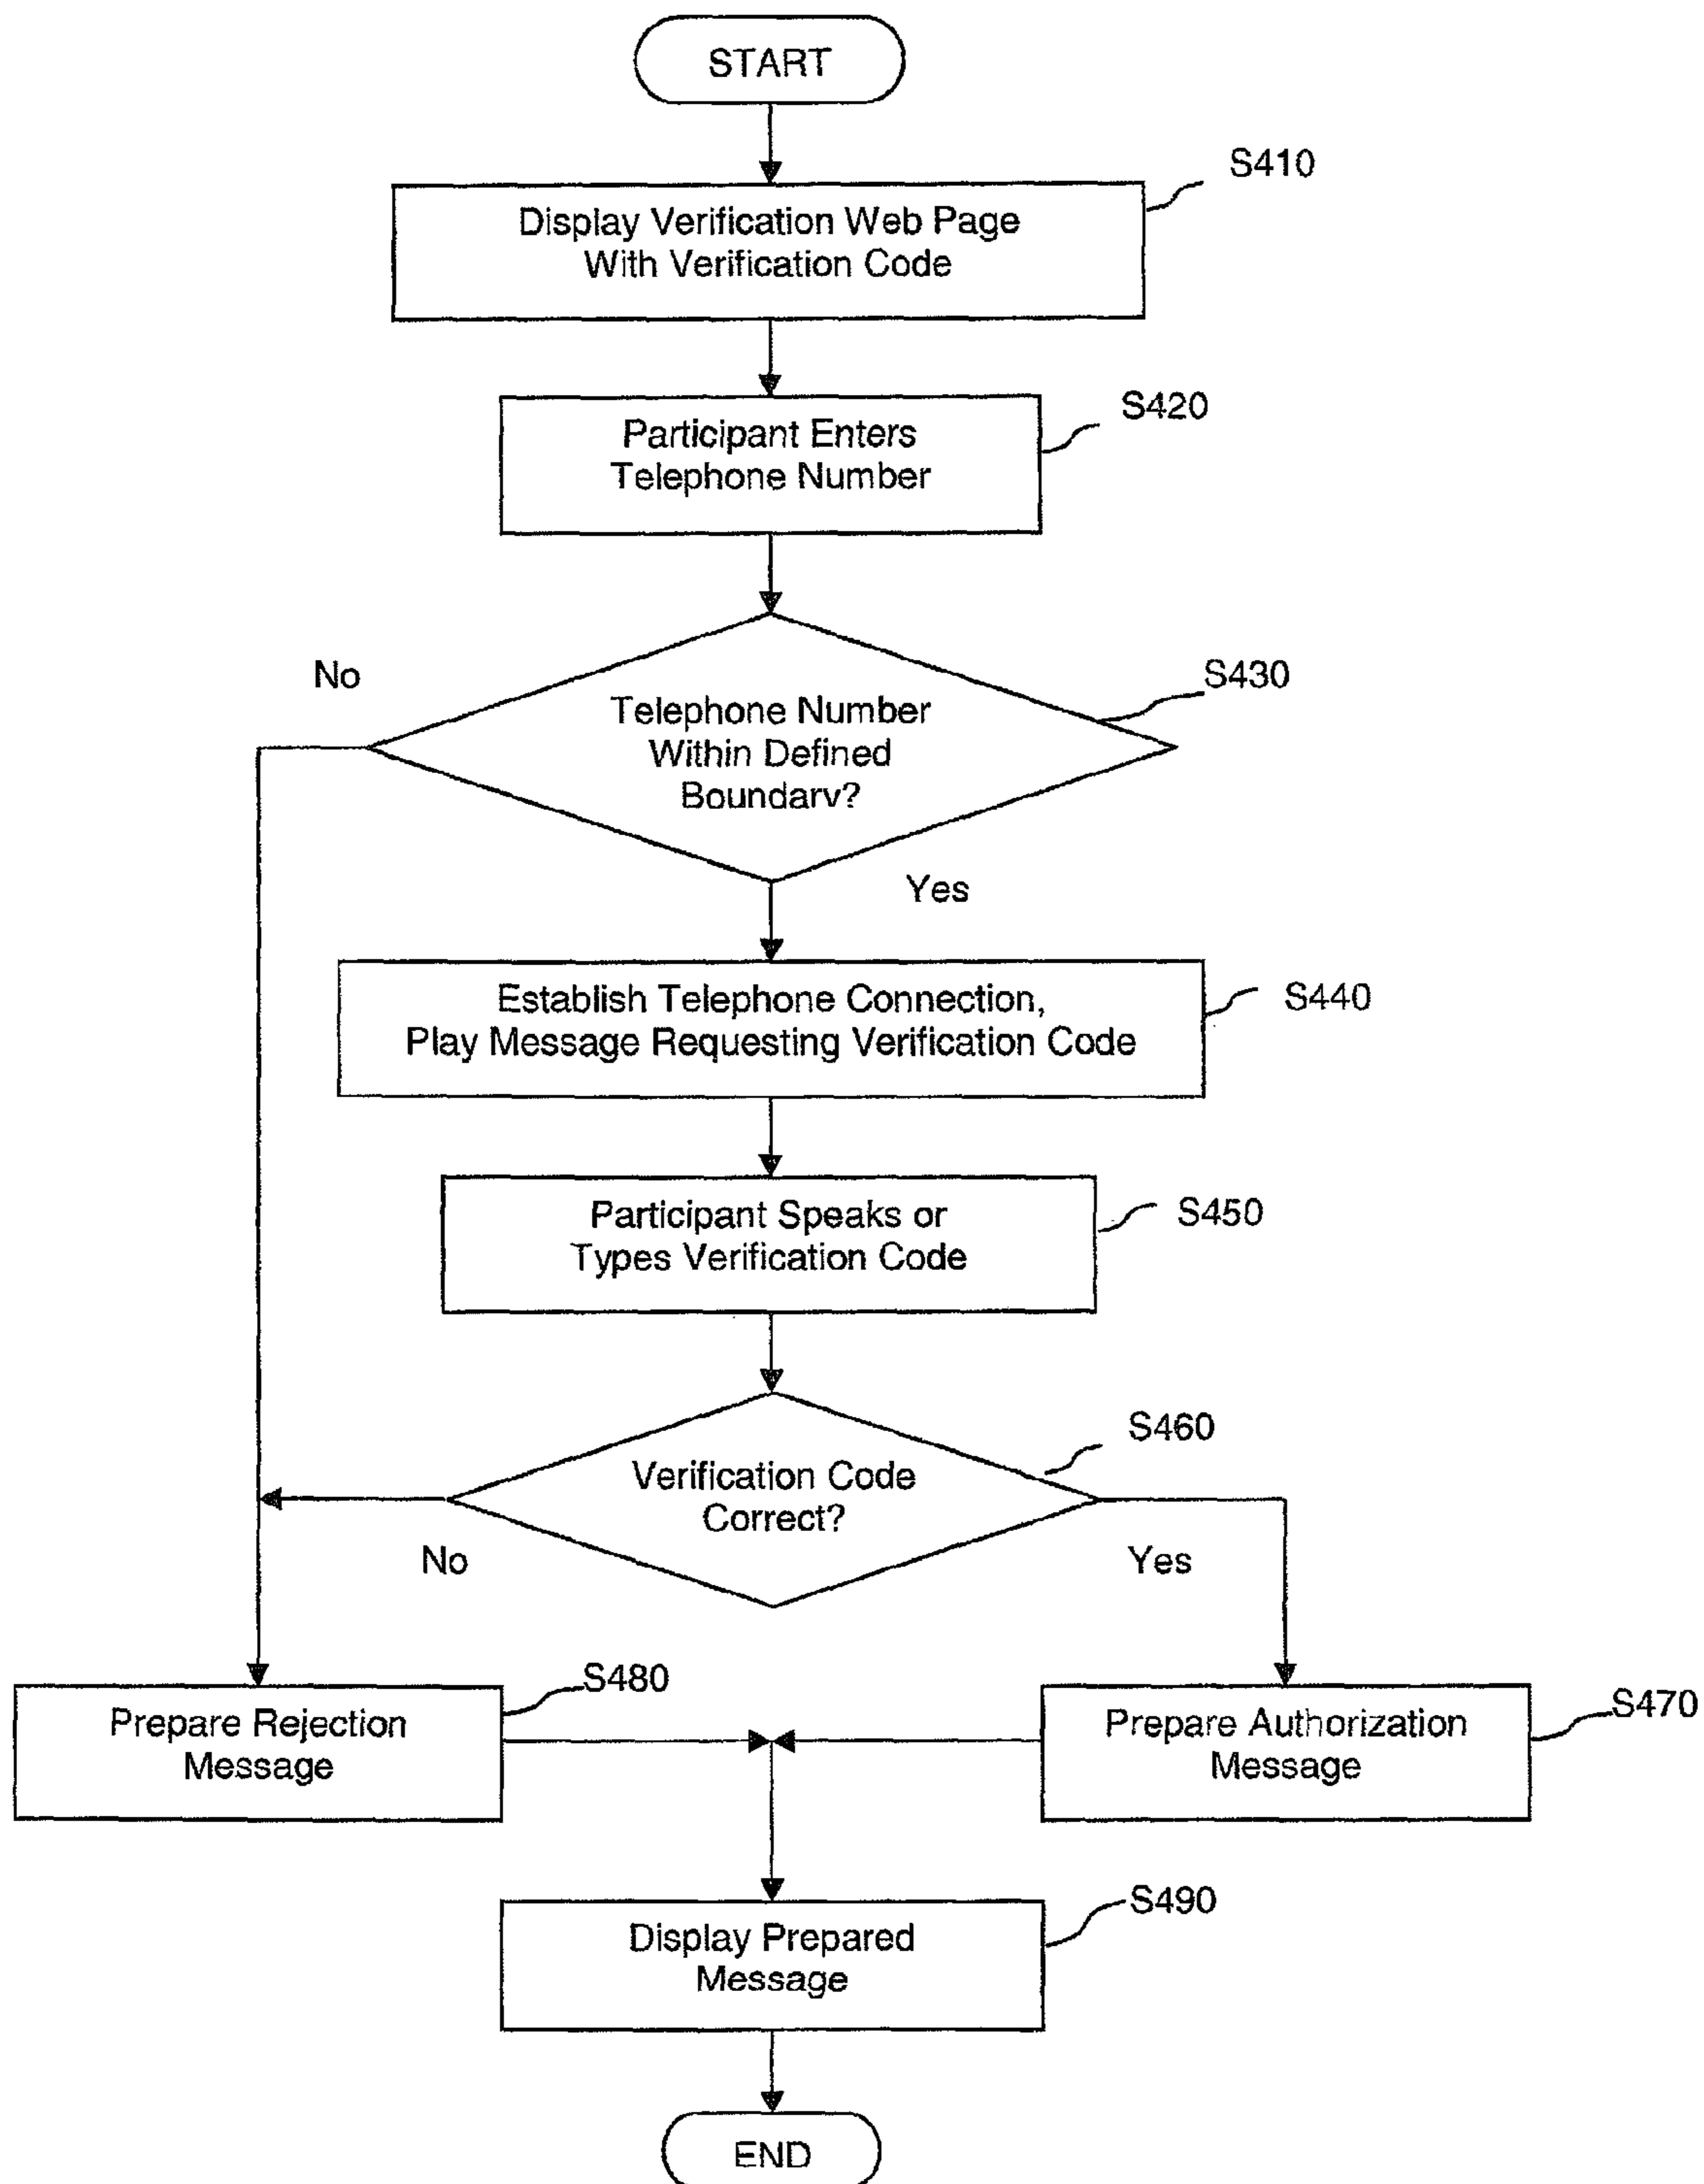 START
S410
Display Verification Web Page
With Verification Code
S420
Participant Enters
Telephone Number
No
S430
Telephone Number
Within Defined
Boundary?
Yes
S440
Establish Telephone Connection,
Play Message Requesting Verification Code
S450
Participant Speaks or
Types Verification Code
S460
Verification Code
Correct?
No
Yes
S480
Prepare Rejection
Message
S470
Prepare Authorization
Message
S490
Display Prepared
Message
END